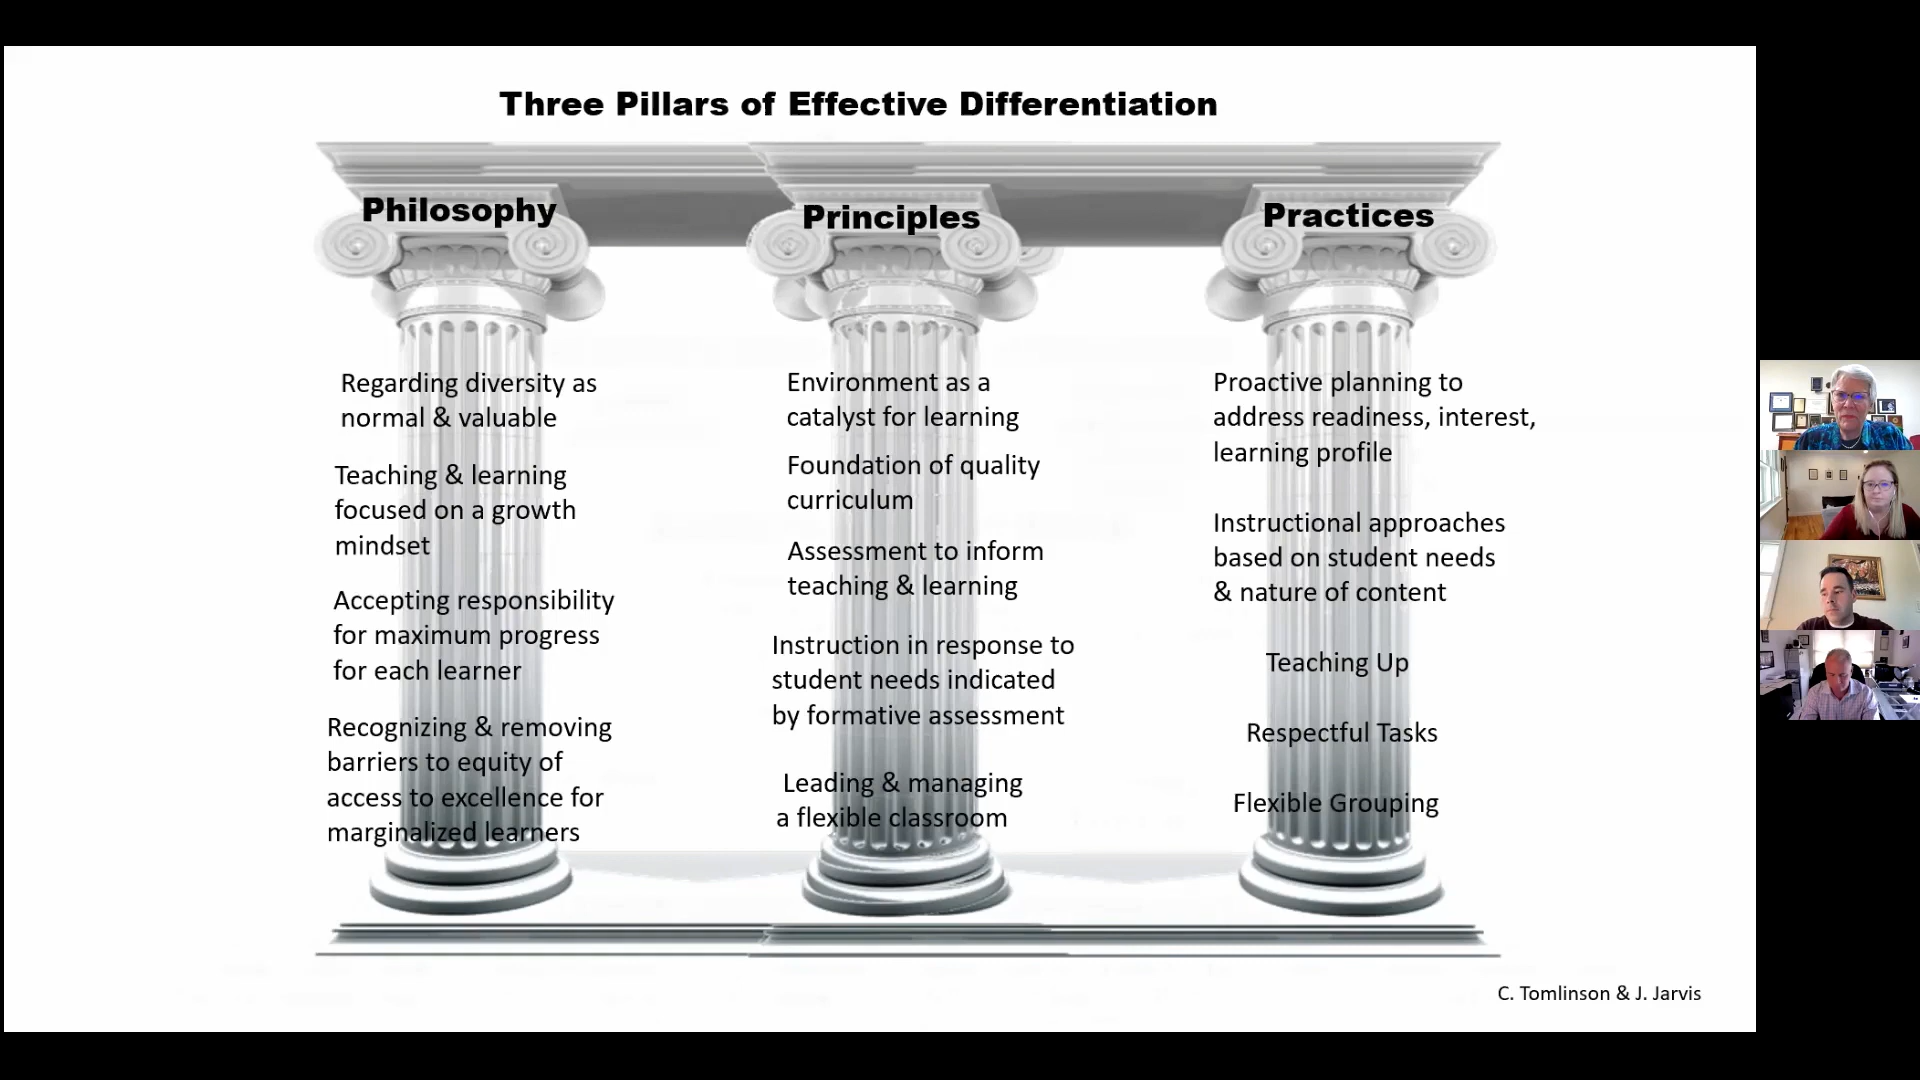 Three Pillars of Effective Differentiation
Philosophy
Regarding diversity as
normal & valuable
Teaching & learning
focused on a growth
mindset
Accepting responsibility
for maximum progress
for each learner
Recognizing & removing
barriers to equity of
access to excellence for
marginalized learners
Principles
Environment as a
catalyst for learning
Foundation of quality
curriculum
Assessment to inform
teaching & learning
Instruction in response to
student needs indicated
by formative assessment
Leading & managing
a flexible classroom
Practices
Proactive planning to
address readiness, interest,
learning profile
Instructional approaches
based on student needs
& nature of content
Teaching Up
Respectful Tasks
Flexible Grouping
C. Tomlinson & J. Jarvis